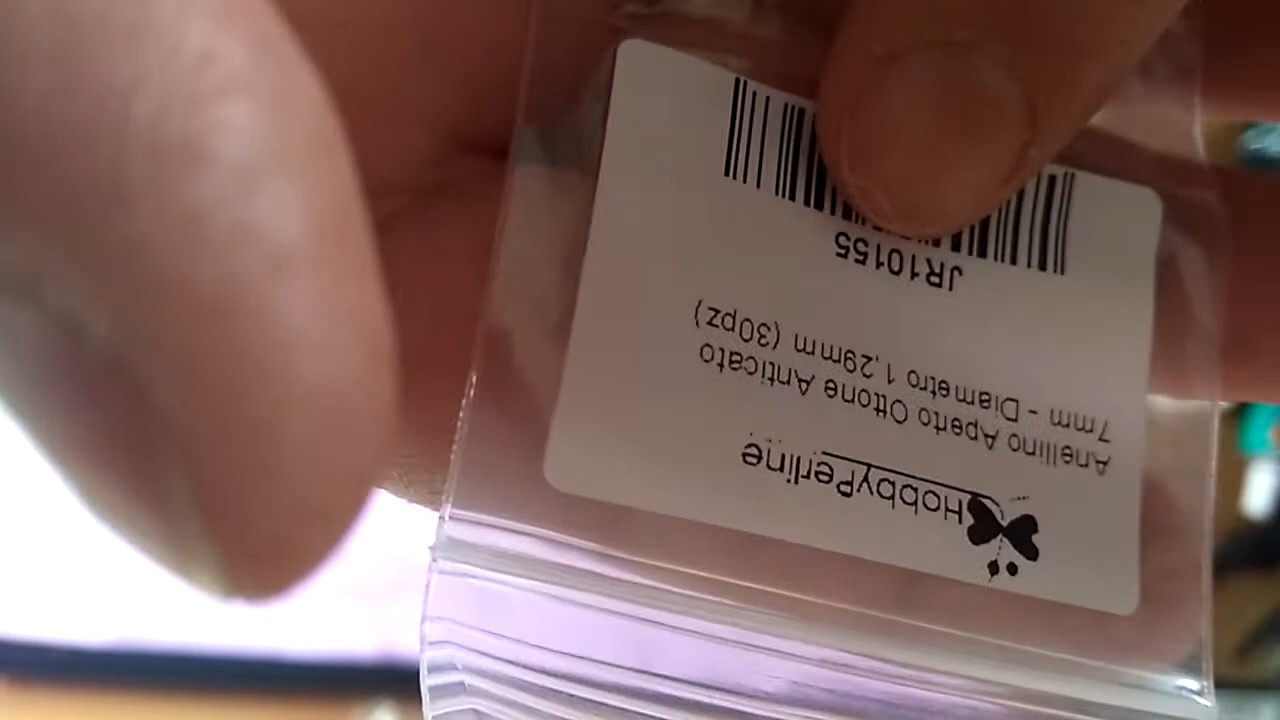 HobbyPerline
Anellino Aperto Ottone Anticato
7mm - Diametro 1,29mm (30pz)
JR10155